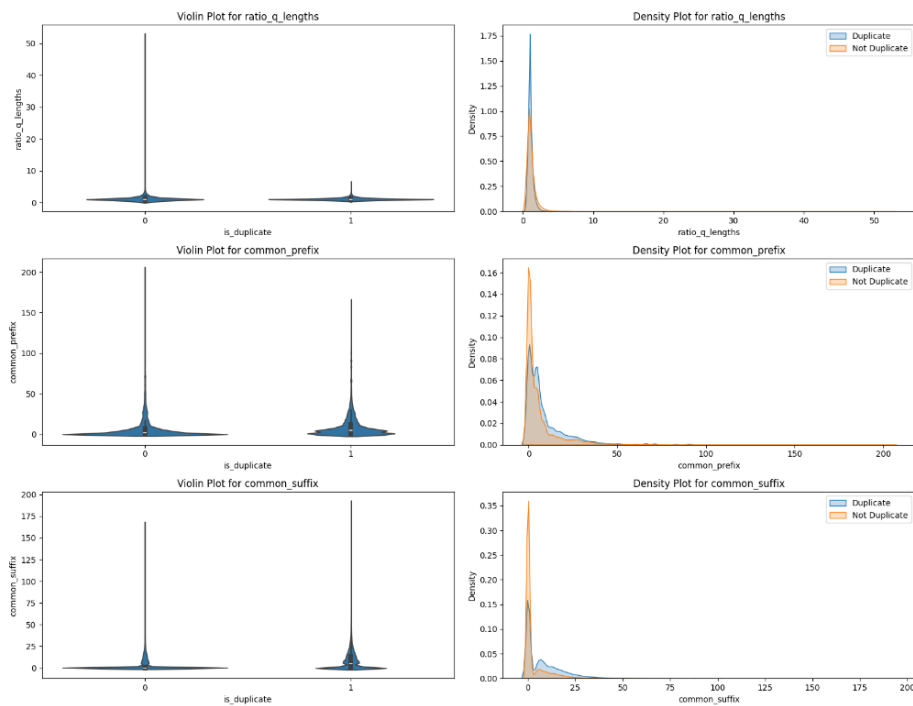 Violin Plot for ratio_q_lengths
50
40
30
20
10
0
ratio_q_lengths
0
1
is_duplicate
Density Plot for ratio_q_lengths
Duplicate
Not Duplicate
1.75
1.50
1.25
1.00
0.75
0.50
0.25
0.00
Density
0
10
20
30
40
50
ratio_q_lengths
Violin Plot for common_prefix
200
150
100
50
0
common_prefix
0
1
is_duplicate
Density Plot for common_prefix
Duplicate
Not Duplicate
0.16
0.14
0.12
0.10
0.08
0.06
0.04
0.02
0.00
Density
0
50
100
150
200
common_prefix
Violin Plot for common_suffix
200
175
150
125
100
75
50
25
0
common_suffix
0
1
is_duplicate
Density Plot for common_suffix
Duplicate
Not Duplicate
0.35
0.30
0.25
0.20
0.15
0.10
0.05
0.00
Density
0
25
50
75
100
125
150
175
200
common_suffix